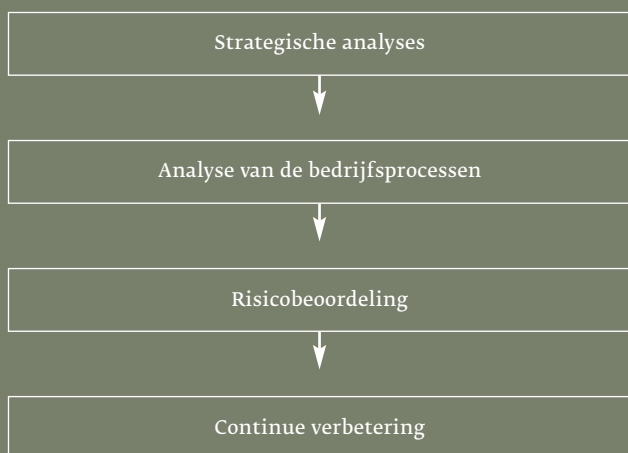 Strategische analyses
Analyse van de bedrijfsprocessen
Risicobeoordeling
Continue verbetering